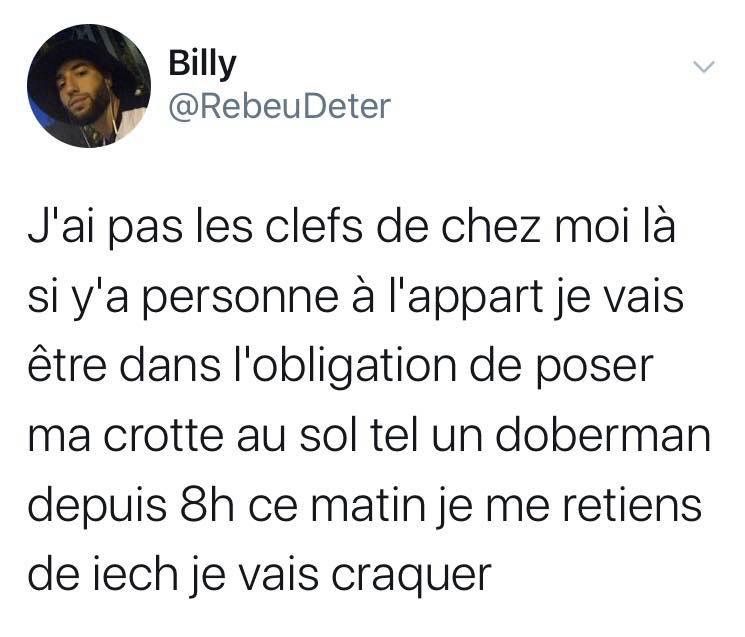 Billy
@RebeuDeter
J'ai pas les clefs de chez moi là
si y'a personne à l'appart je vais
être dans l'obligation de poser
ma crotte au sol tel un doberman
depuis 8h ce matin je me retiens
de iech je vais craquer